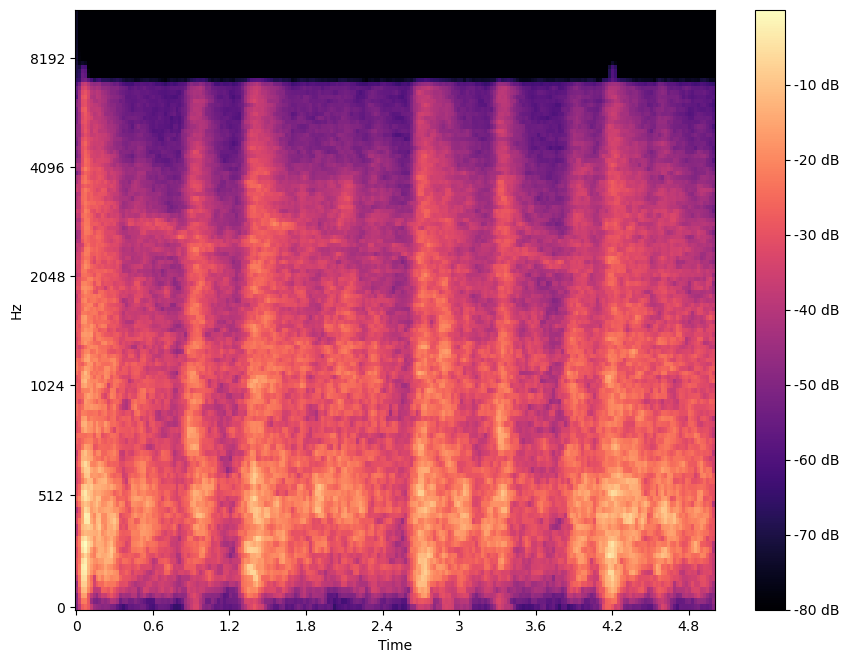 8192
4096
2048
1024
512
0
Hz
0 0.6 1.2 1.8 2.4 3 3.6 4.2 4.8
Time
-10 dB
-20 dB
-30 dB
-40 dB
-50 dB
-60 dB
-70 dB
-80 dB